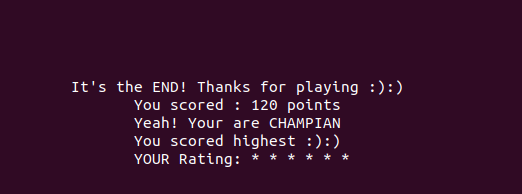 It's the END! Thanks for playing :):)
You scored : 120 points
Yeah! Your are CHAMPIAN
You scored highest :):)
YOUR Rating: * * * * * *